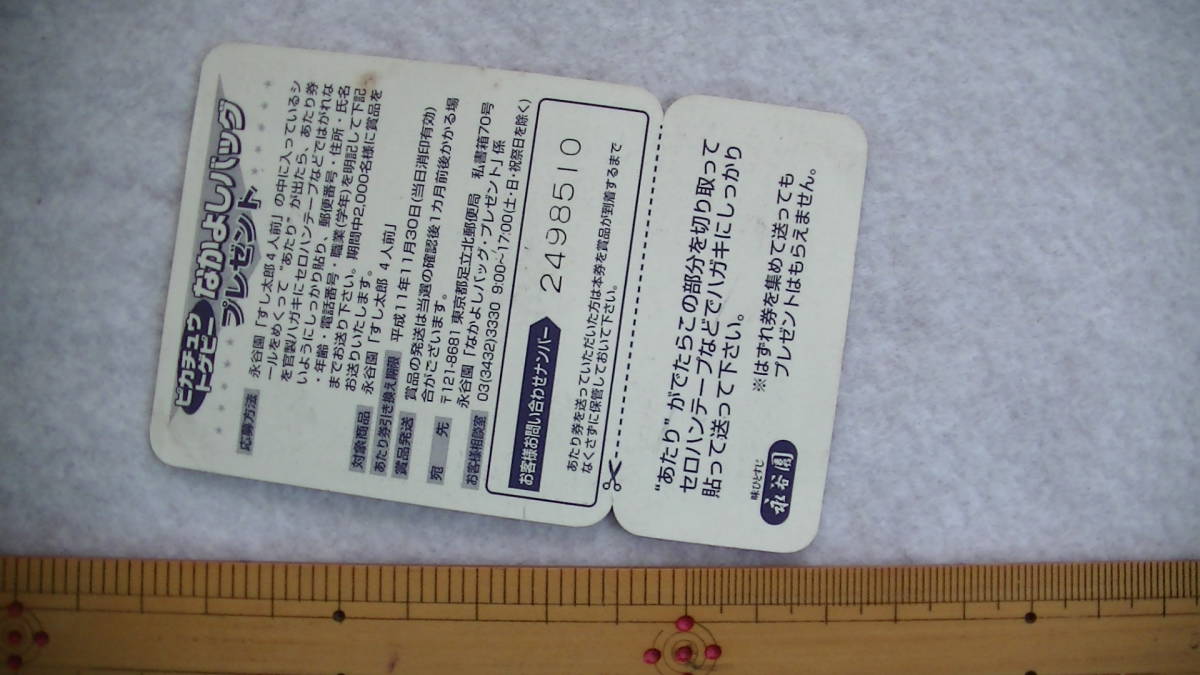 ピカチュウ
トゲピー
なかよしバッグ
プレゼント
応募方法
永谷園「すし太郎4人前」の中に入っているシ
ールをめくって“あたり”が出たら、あたり券
を官製ハガキにセロハンテープなどではがれな
いようにしっかり貼り、郵便番号・住所・氏名
・年齢・電話番号・職業(学年)を明記して下記
までお送り下さい。期間中2,000名様に賞品を
お送りいたします。
対象商品 永谷園「すし太郎 4人前」
あたり券引き換え期限 平成11年11月30日(当日消印有効)
賞品発送 賞品の発送は当選の確認後1カ月前後かかる場
合がございます。
宛先 〒121-8681 東京都足立北郵便局 私書箱70号
永谷園「なかよしバッグ・プレゼント」係
お客様相談室 03(3432)3330 9:00~17:00(土・日・祝祭日を除く)
お客様お問い合わせナンバー 2498510
あたり券を送っていただいた方は本券を賞品が到着するまで
なくさずに保管しておいて下さい。
“あたり”がでたらこの部分を切り取って
セロハンテープなどでハガキにしっかり
貼って送って下さい。
※はずれ券を集めて送っても
プレゼントはもらえません。
味ひとすじ
永谷園